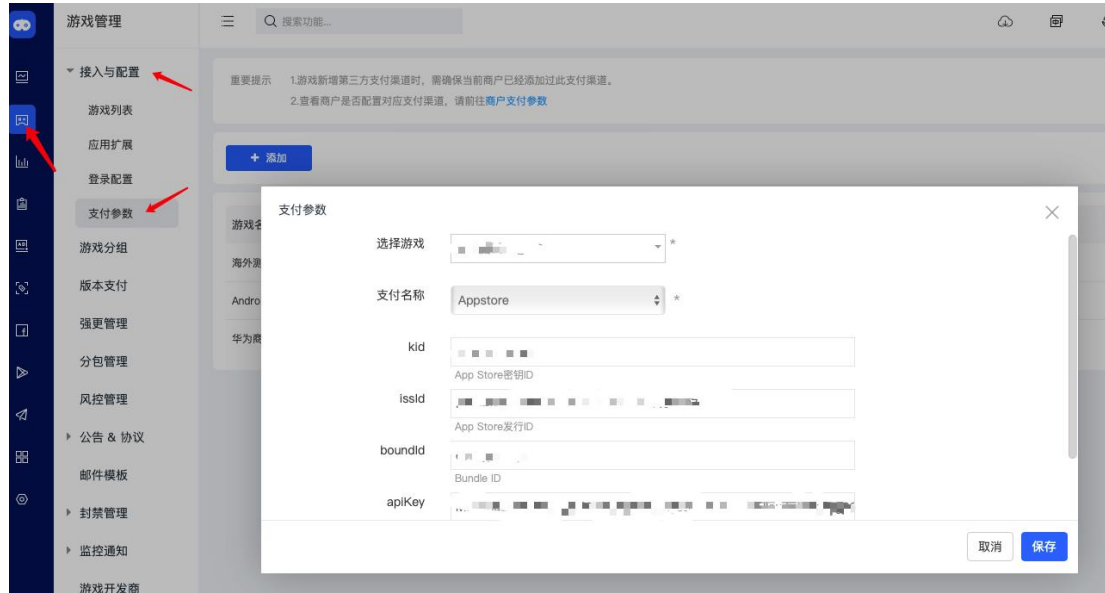 游戏管理
搜索功能...
接入与配置
游戏列表
应用扩展
登录配置
支付参数
游戏分组
版本支付
强更管理
分包管理
风控管理
公告 & 协议
邮件模板
封禁管理
监控通知
游戏开发商
重要提示 1.游戏新增第三方支付渠道时，需确保当前商户已经添加过此支付渠道。
2.查看商户是否配置对应支付渠道，请前往商户支付参数
+ 添加
游戏名
海外测
Andro
华为商
支付参数
选择游戏 *
支付名称 Appstore *
kid
App Store密钥ID
issId
App Store发行ID
boundId
Bundle ID
apiKey
取消 保存